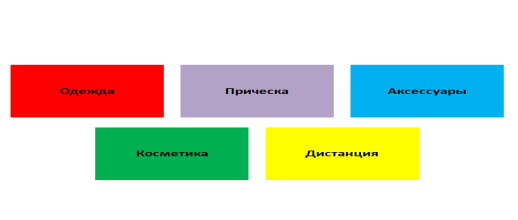 Одежда
Прическа
Аксессуары
Косметика
Дистанция